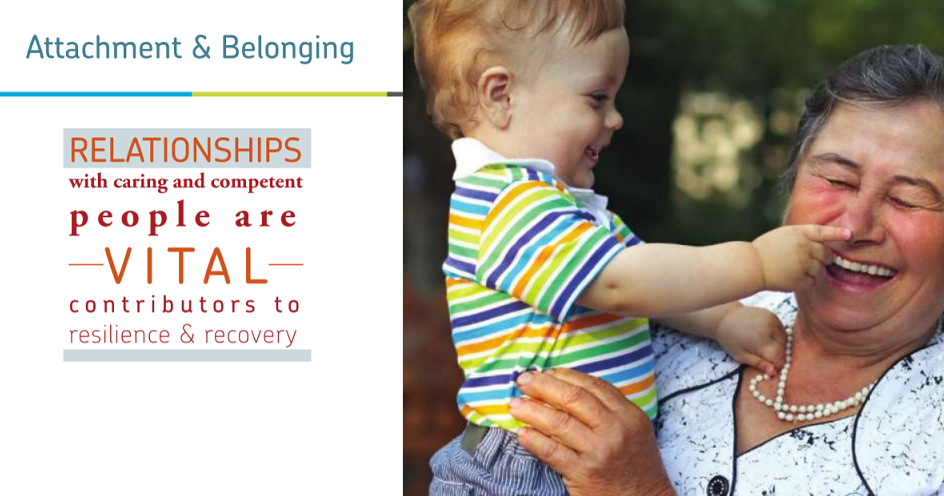 Attachment & Belonging
RELATIONSHIPS
with caring and competent
people are
VITAL
contributors to
resilience & recovery